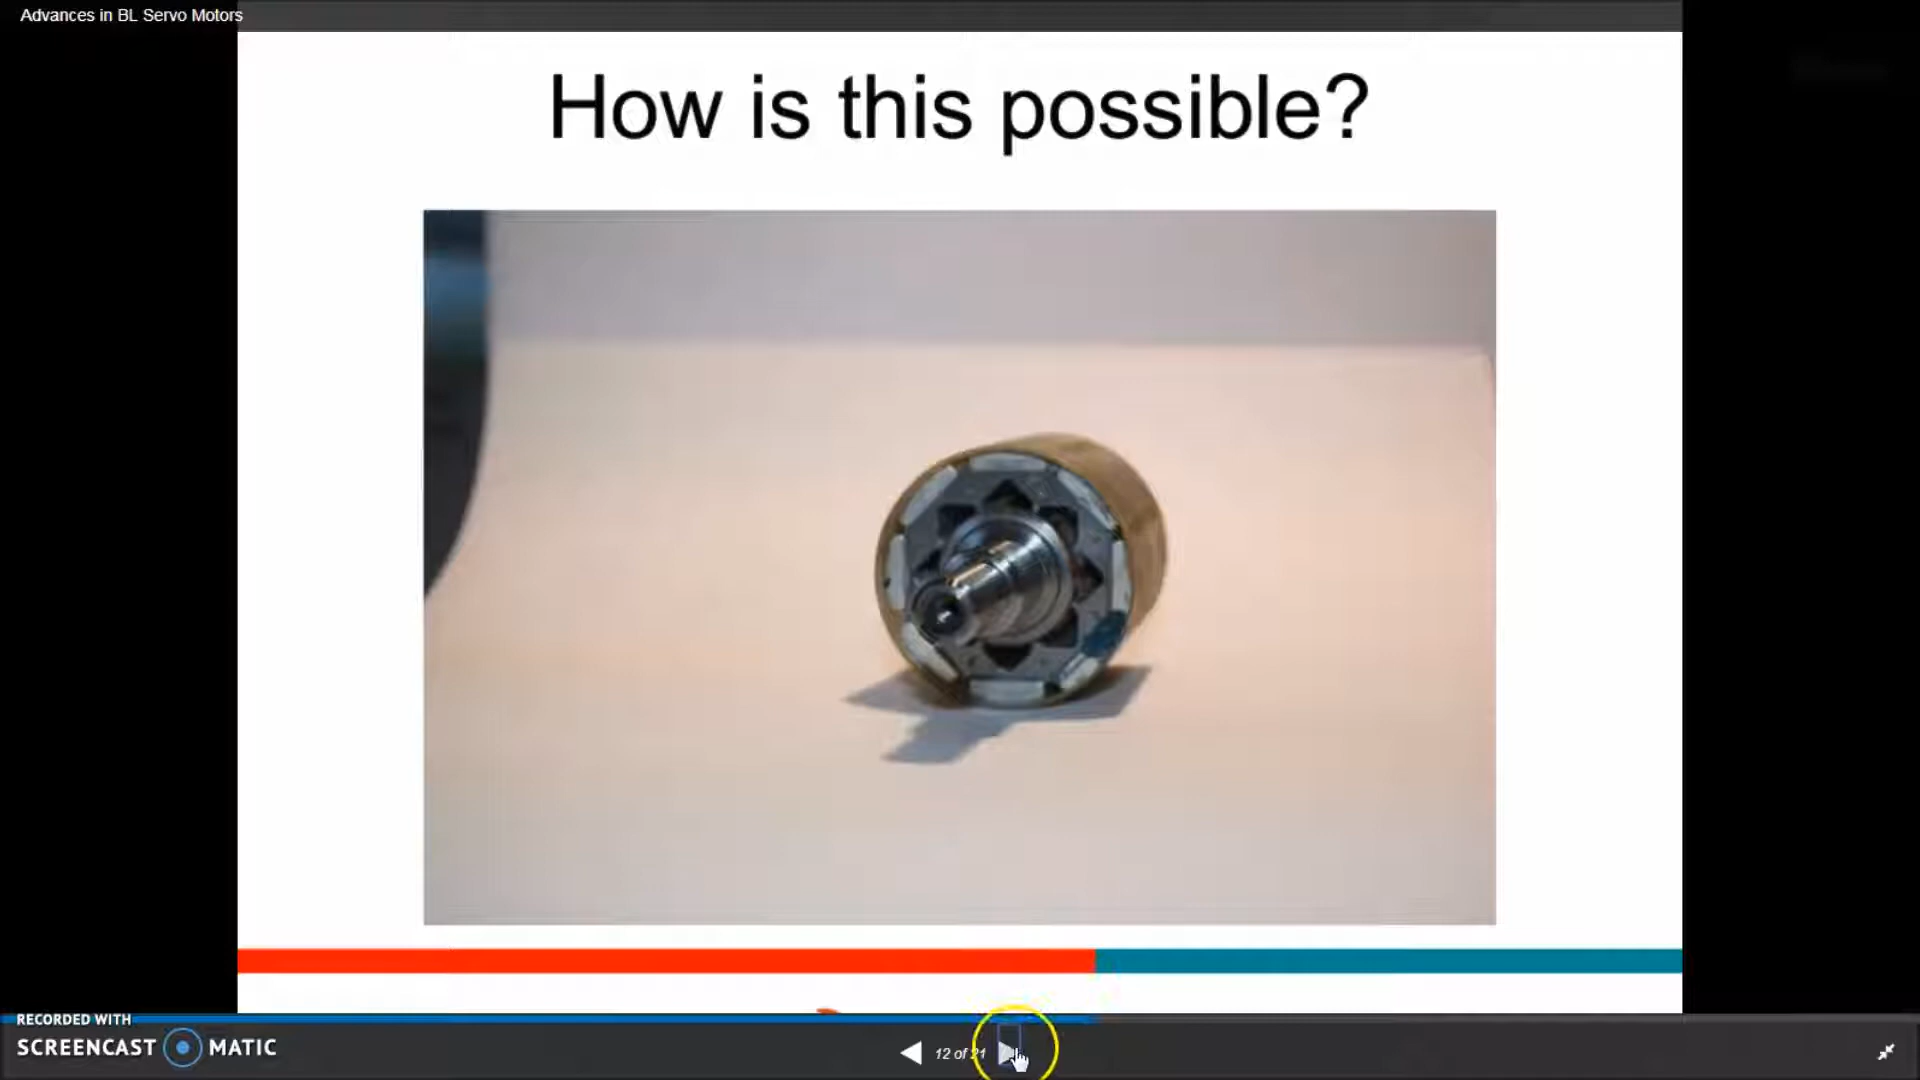 Advances in BL Servo Motors
How is this possible?
RECORDED WITH
SCREENCAST MATIC
12 of 21